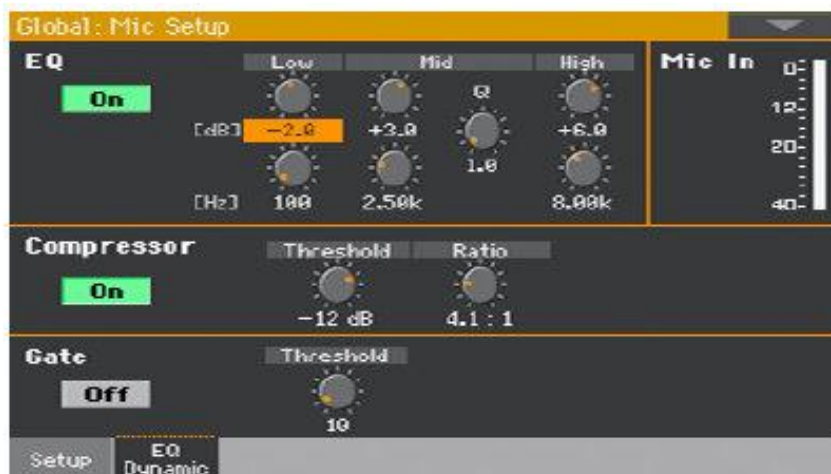 Global: Mic Setup
EQ
On
Low Mid High
Q
[dB] -2.0 +3.0 +6.0
1.0
[Hz] 100 2.50k 8.00k
Mic In
0
12
20
40
Compressor
On
Threshold Ratio
-12 dB 4.1 : 1
Gate
Off
Threshold
10
Setup
EQ
Dynamic